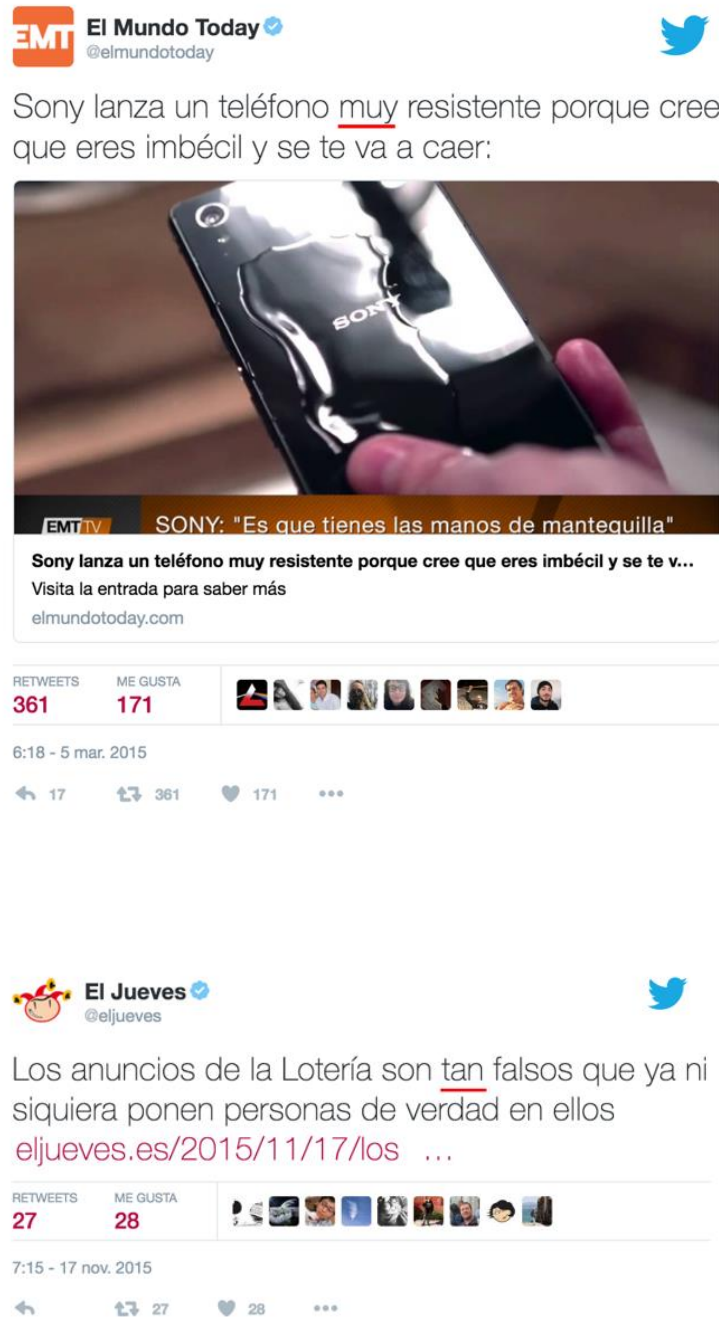 EMT
El Mundo Today
@elmundotoday
Sony lanza un teléfono muy resistente porque cree
que eres imbécil y se te va a caer:
SONY
EMT TV SONY: "Es que tienes las manos de mantequilla"
Sony lanza un teléfono muy resistente porque cree que eres imbécil y se te v...
Visita la entrada para saber más
elmundotoday.com
RETWEETS ME GUSTA
361 171
6:18 - 5 mar. 2015
17 361 171
El Jueves
@eljueves
Los anuncios de la Lotería son tan falsos que ya ni
siquiera ponen personas de verdad en ellos
eljueves.es/2015/11/17/los ...
RETWEETS ME GUSTA
27 28
7:15 - 17 nov. 2015
27 28